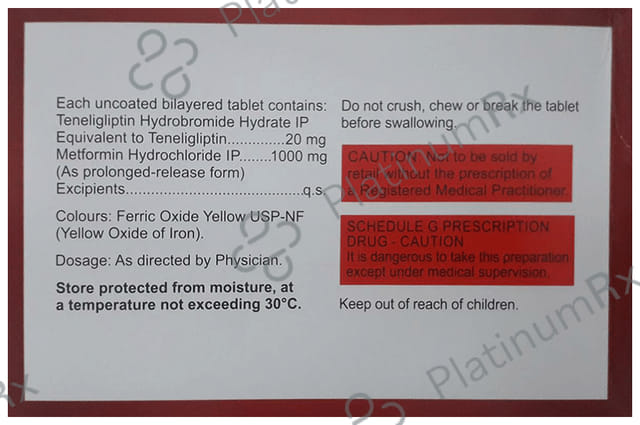 Each uncoated bilayered tablet contains:
Teneligliptin Hydrobromide Hydrate IP
Equivalent to Teneligliptin..............20 mg
Metformin Hydrochloride IP........1000 mg
(As prolonged-release form)
Excipients............................................q.s.
Colours: Ferric Oxide Yellow USP-NF
(Yellow Oxide of Iron).
Dosage: As directed by Physician.
Store protected from moisture, at
a temperature not exceeding 30°C.
Do not crush, chew or break the tablet
before swallowing.
CAUTION: Not to be sold by
retail without the prescription of
a Registered Medical Practitioner.
SCHEDULE G PRESCRIPTION
DRUG - CAUTION
It is dangerous to take this preparation
except under medical supervision.
Keep out of reach of children.
PlatinumRx
PlatinumRx
PlatinumRx
Rx